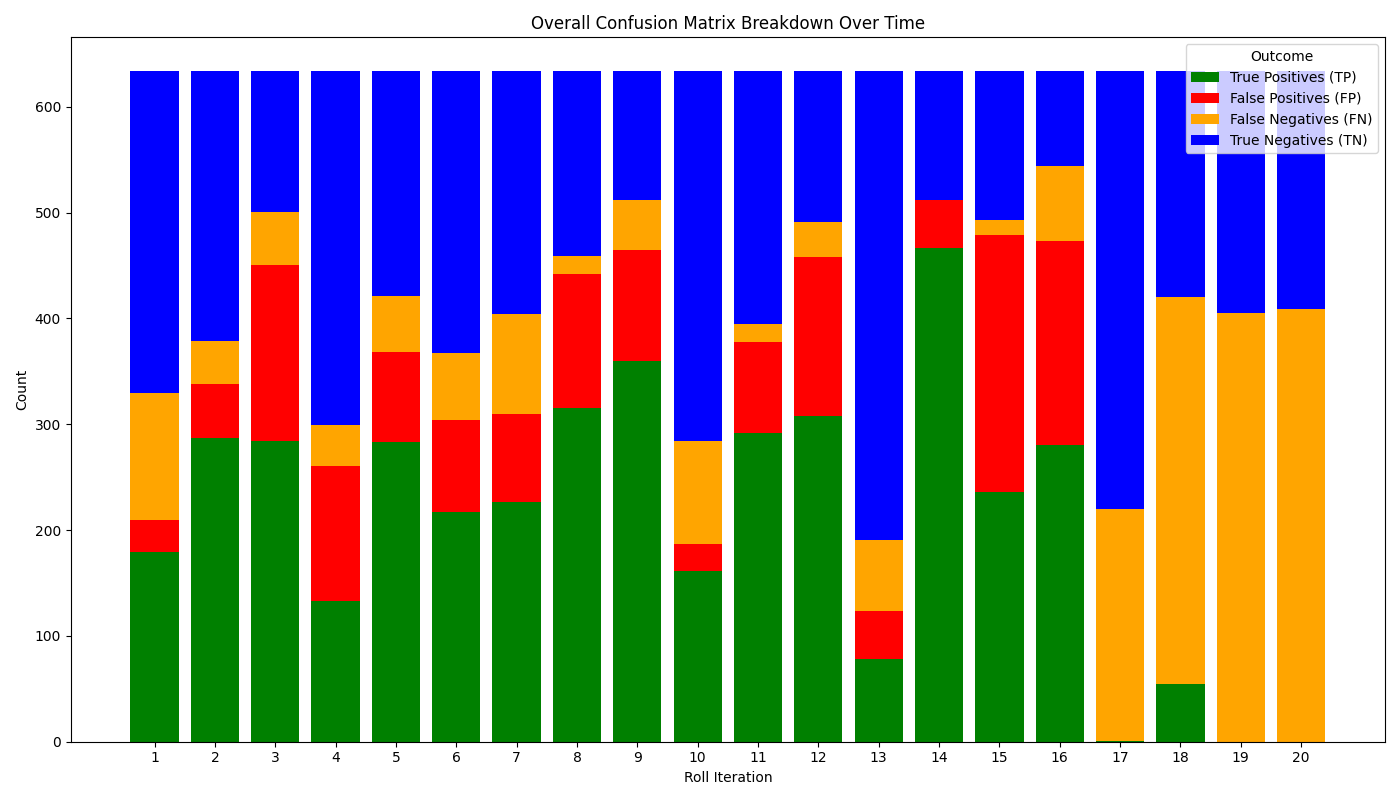 Overall Confusion Matrix Breakdown Over Time
Outcome
True Positives (TP)
False Positives (FP)
False Negatives (FN)
True Negatives (TN)
600
500
400
300
200
100
0
Count
1 2 3 4 5 6 7 8 9 10 11 12 13 14 15 16 17 18 19 20
Roll Iteration